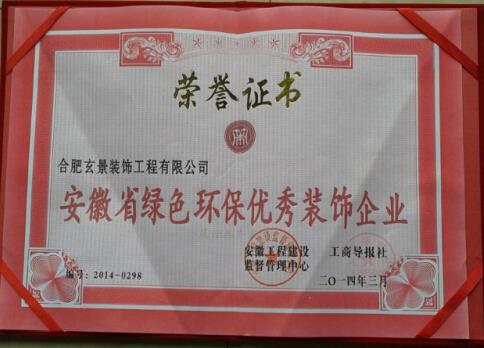 荣誉证书
合肥玄景装饰工程有限公司
安徽省绿色环保优秀装饰企业
安徽工程建设 工商导报社
监督管理中心
编号：2014-0298 二〇一四年三月